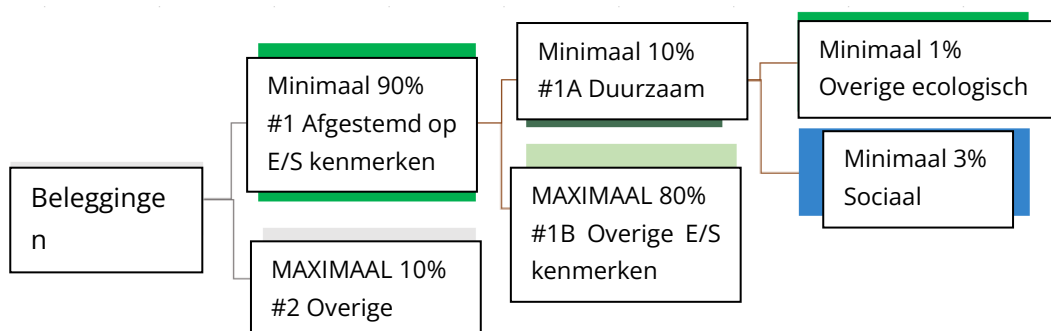 Belegginge
n
Minimaal 90%
#1 Afgestemd op
E/S kenmerken
MAXIMAAL 10%
#2 Overige
Minimaal 10%
#1A Duurzaam
MAXIMAAL 80%
#1B Overige E/S
kenmerken
Minimaal 1%
Overige ecologisch
Minimaal 3%
Sociaal